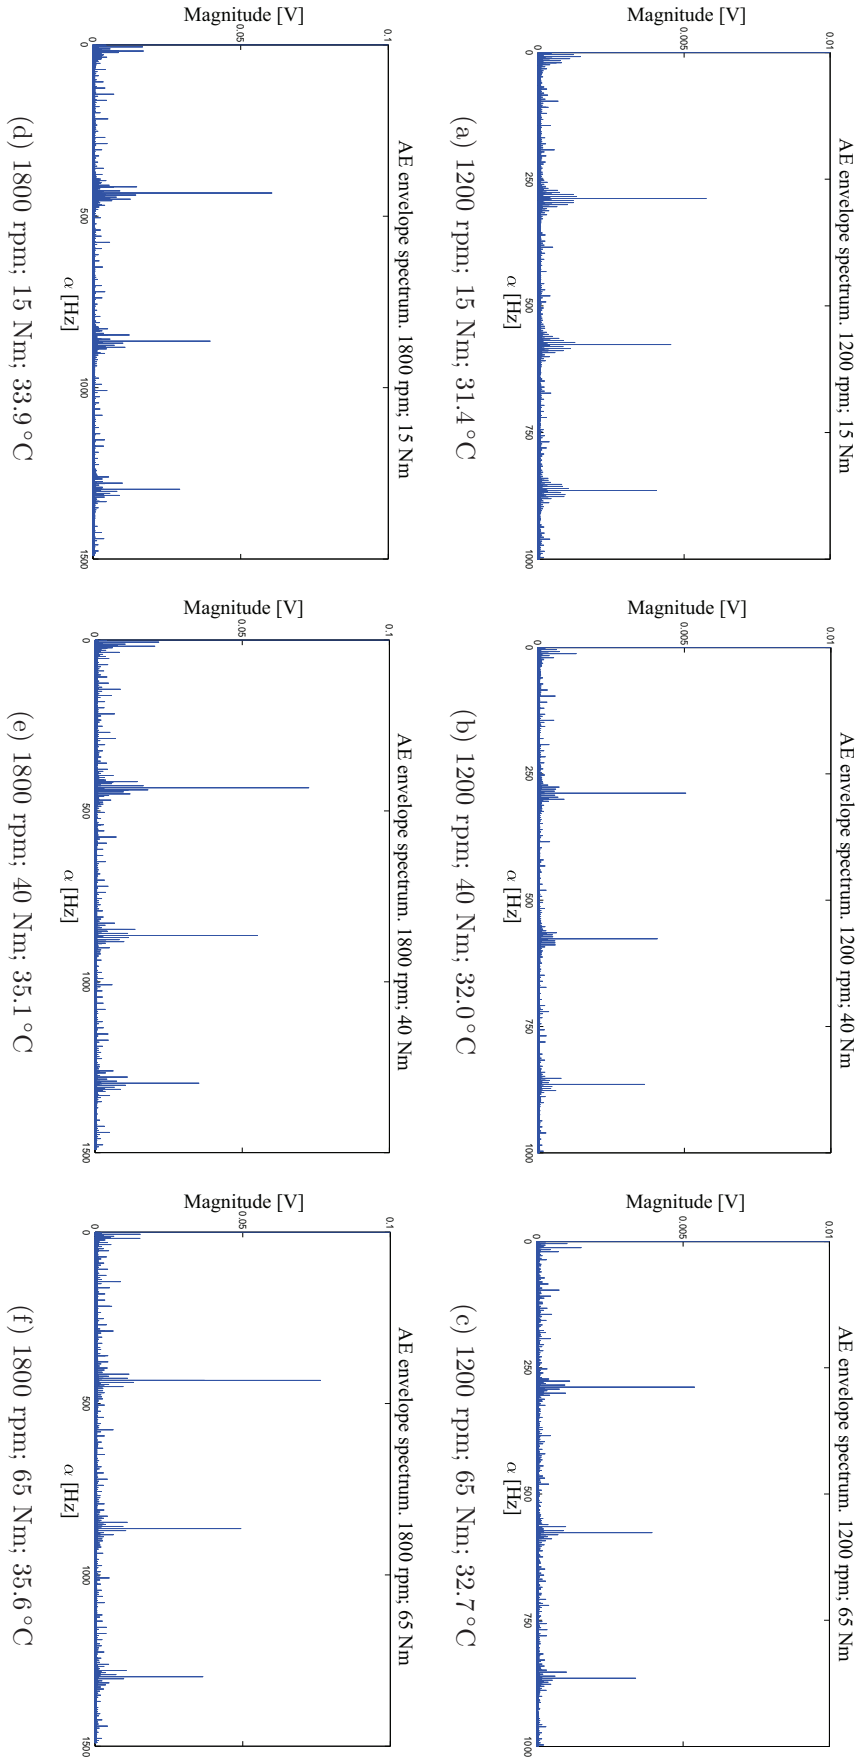 AE envelope spectrum. 1200 rpm; 15 Nm
Magnitude [V]
0.01
0.005
0
0
250
500
750
1000
α [Hz]
(a) 1200 rpm; 15 Nm; 31.4 °C
AE envelope spectrum. 1200 rpm; 40 Nm
Magnitude [V]
0.01
0.005
0
0
250
500
750
1000
α [Hz]
(b) 1200 rpm; 40 Nm; 32.0 °C
AE envelope spectrum. 1200 rpm; 65 Nm
Magnitude [V]
0.01
0.005
0
0
250
500
750
1000
α [Hz]
(c) 1200 rpm; 65 Nm; 32.7 °C
AE envelope spectrum. 1800 rpm; 15 Nm
Magnitude [V]
0.1
0.05
0
0
500
1000
1500
α [Hz]
(d) 1800 rpm; 15 Nm; 33.9 °C
AE envelope spectrum. 1800 rpm; 40 Nm
Magnitude [V]
0.1
0.05
0
0
500
1000
1500
α [Hz]
(e) 1800 rpm; 40 Nm; 35.1 °C
AE envelope spectrum. 1800 rpm; 65 Nm
Magnitude [V]
0.1
0.05
0
0
500
1000
1500
α [Hz]
(f) 1800 rpm; 65 Nm; 35.6 °C